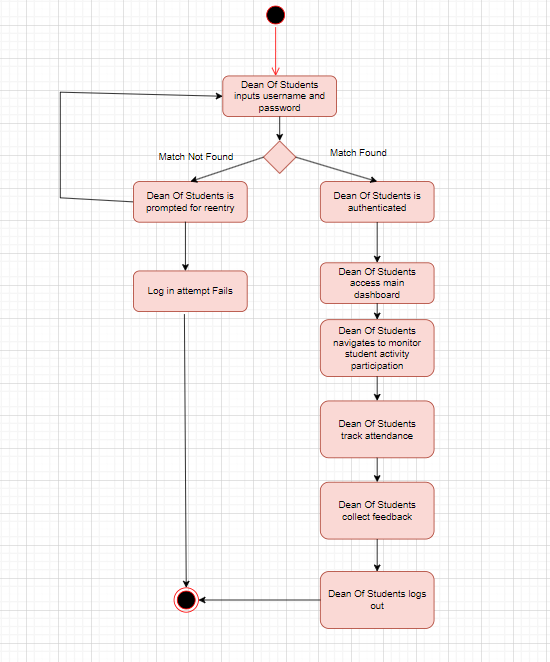 Dean Of Students
inputs username and
password
Match Not Found
Match Found
Dean Of Students is
prompted for reentry
Dean Of Students is
authenticated
Dean Of Students
access main
dashboard
Log in attempt Fails
Dean Of Students
navigates to monitor
student activity
participation
Dean Of Students
track attendance
Dean Of Students
collect feedback
Dean Of Students logs
out